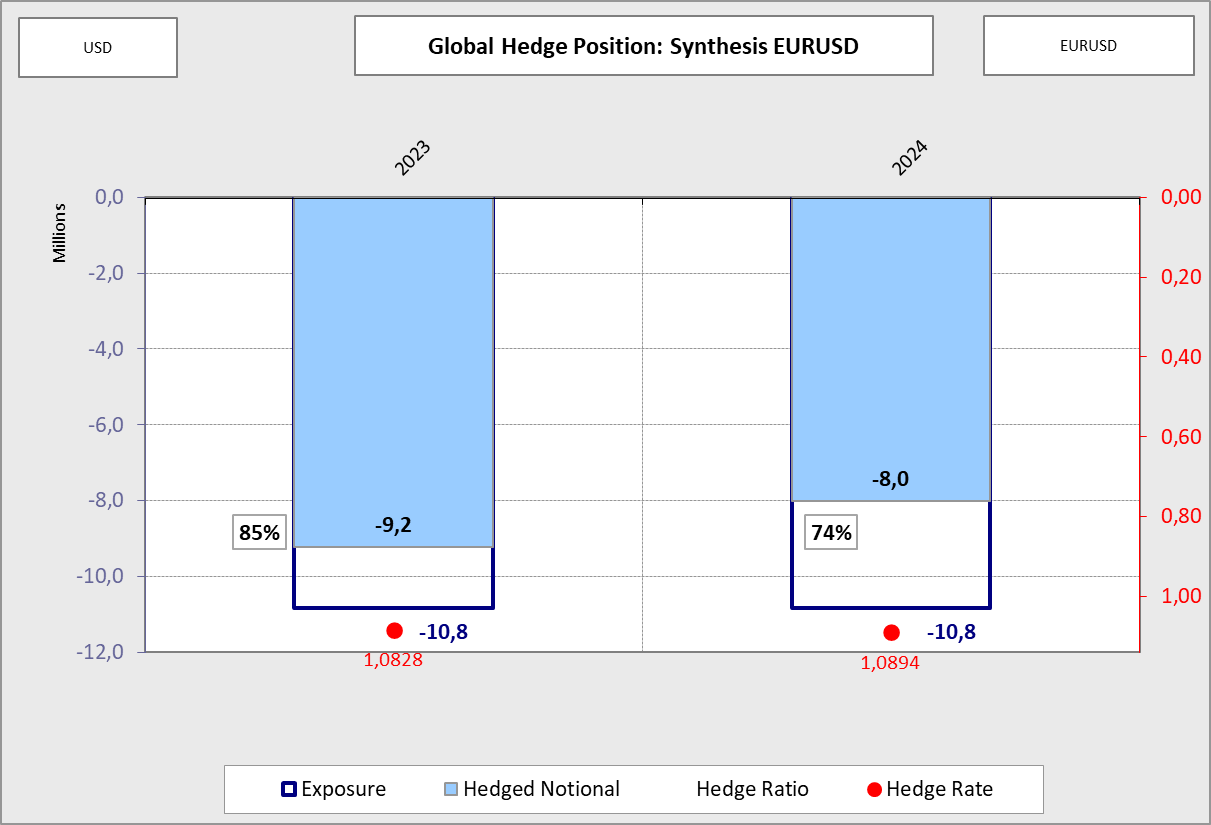 USD
Global Hedge Position: Synthesis EURUSD
EURUSD
2023
2024
Millions
0,0
-2,0
-4,0
-6,0
-8,0
-10,0
-12,0
0,00
0,20
0,40
0,60
0,80
1,00
85%
-9,2
-10,8
1,0828
-8,0
74%
-10,8
1,0894
Exposure
Hedged Notional
Hedge Ratio
Hedge Rate